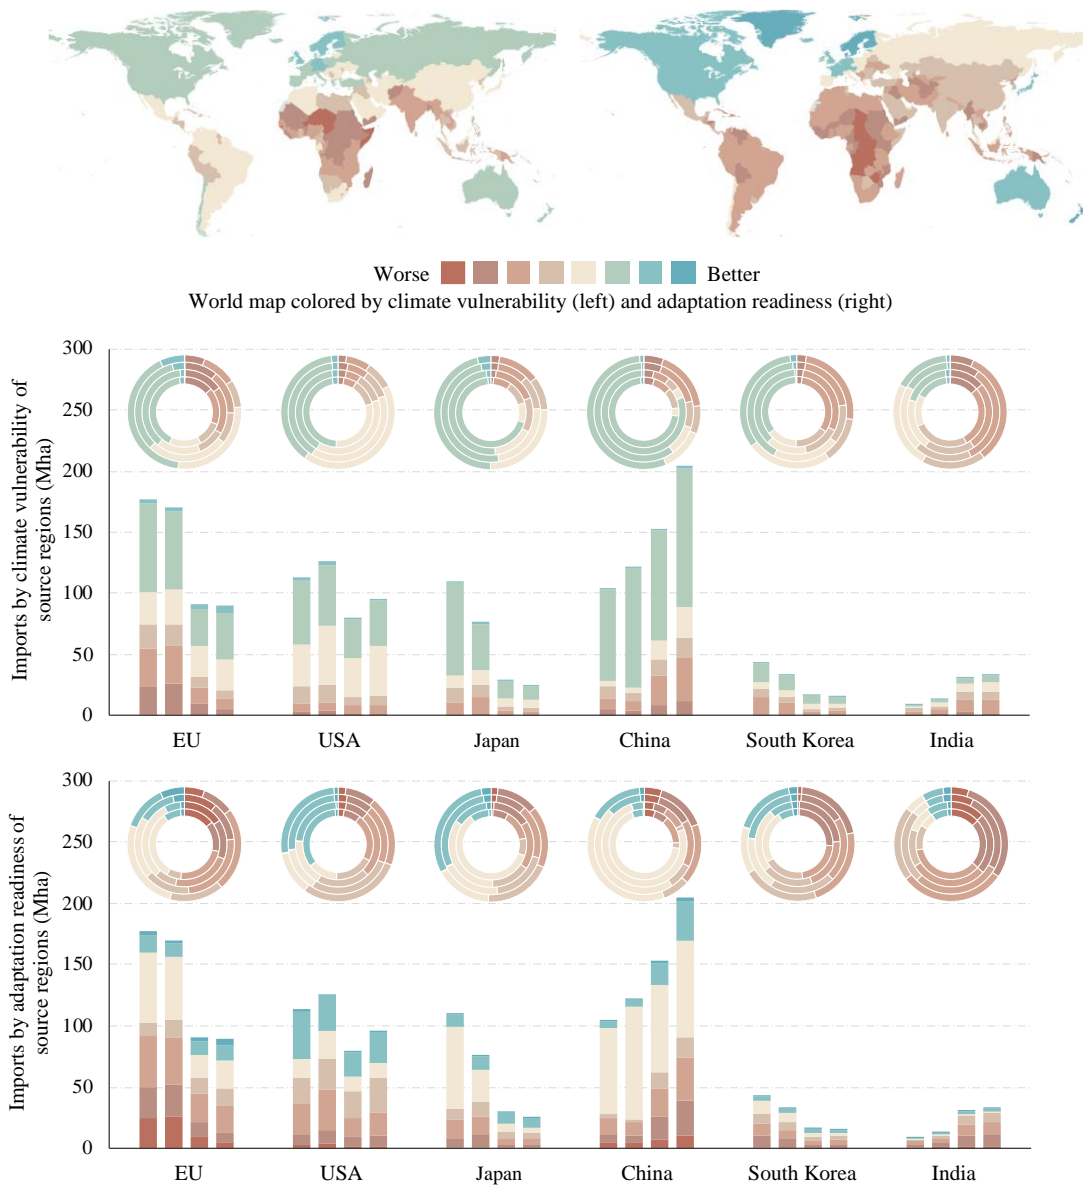 Worse Better
World map colored by climate vulnerability (left) and adaptation readiness (right)
Imports by climate vulnerability of
source regions (Mha)
300
250
200
150
100
50
0
EU USA Japan China South Korea India
Imports by adaptation readiness of
source regions (Mha)
300
250
200
150
100
50
0
EU USA Japan China South Korea India